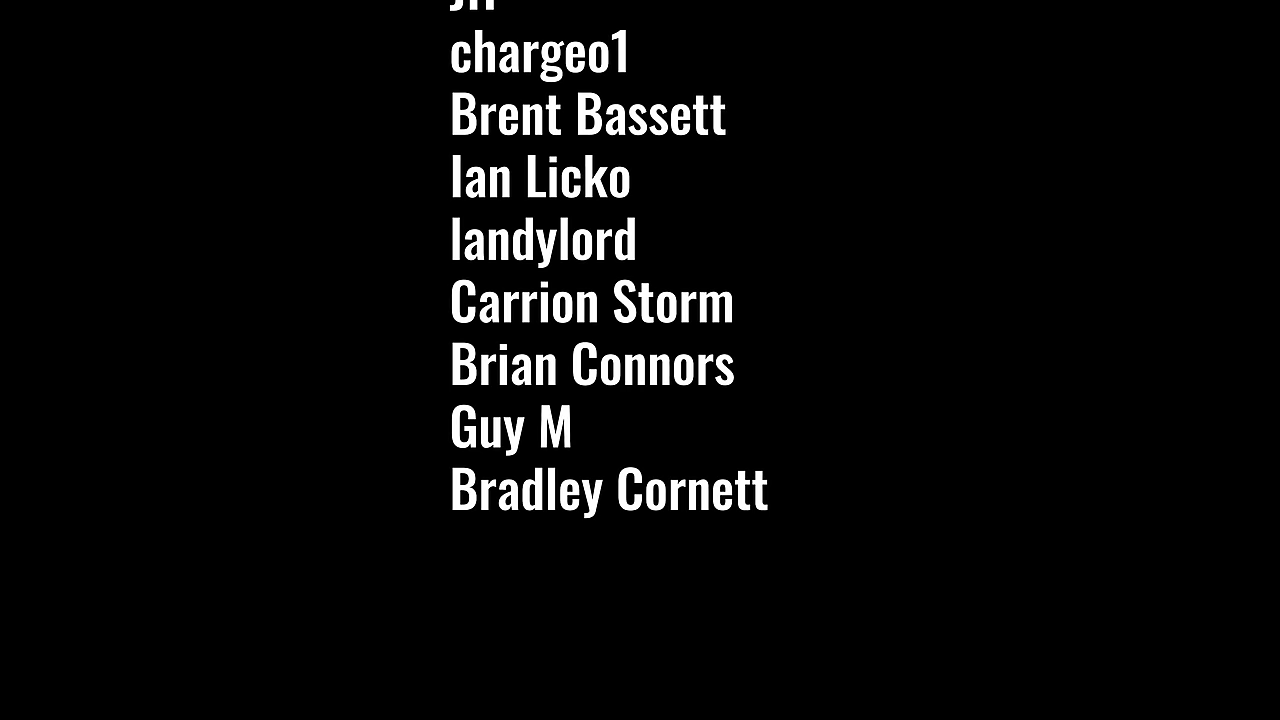 chargeo1
Brent Bassett
Ian Licko
landylord
Carrion Storm
Brian Connors
Guy M
Bradley Cornett